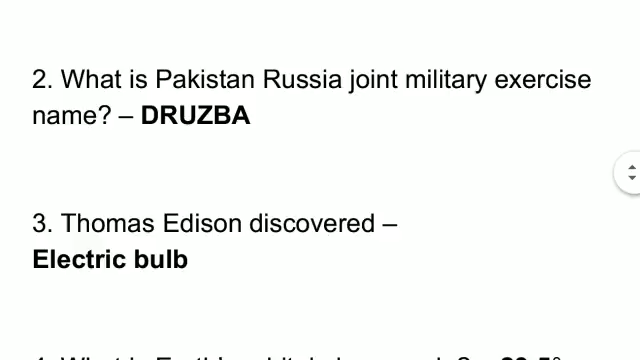 2. What is Pakistan Russia joint military exercise
name? – DRUZBA
3. Thomas Edison discovered –
Electric bulb